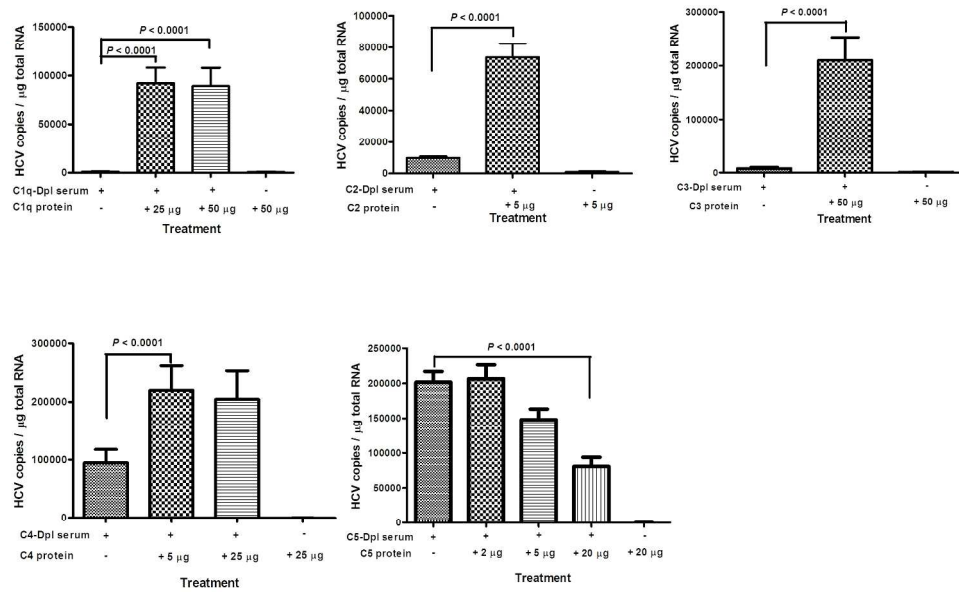 P < 0.0001
P < 0.0001
150000
100000
50000
0
HCV copies / μg total RNA
C1q-Dpl serum + + + -
C1q protein - + 25 μg + 50 μg + 50 μg
Treatment
P < 0.0001
100000
80000
60000
40000
20000
0
HCV copies / μg total RNA
C2-Dpl serum + + -
C2 protein - + 5 μg + 5 μg
Treatment
P < 0.0001
300000
200000
100000
0
HCV copies / μg total RNA
C3-Dpl serum + + -
C3 protein - + 50 μg + 50 μg
Treatment
P < 0.0001
300000
200000
100000
0
HCV copies / μg total RNA
C4-Dpl serum + + + -
C4 protein - + 5 μg + 25 μg + 25 μg
Treatment
P < 0.0001
250000
200000
150000
100000
50000
0
HCV copies / μg total RNA
C5-Dpl serum + + + + -
C5 protein - + 2 μg + 5 μg + 20 μg + 20 μg
Treatment